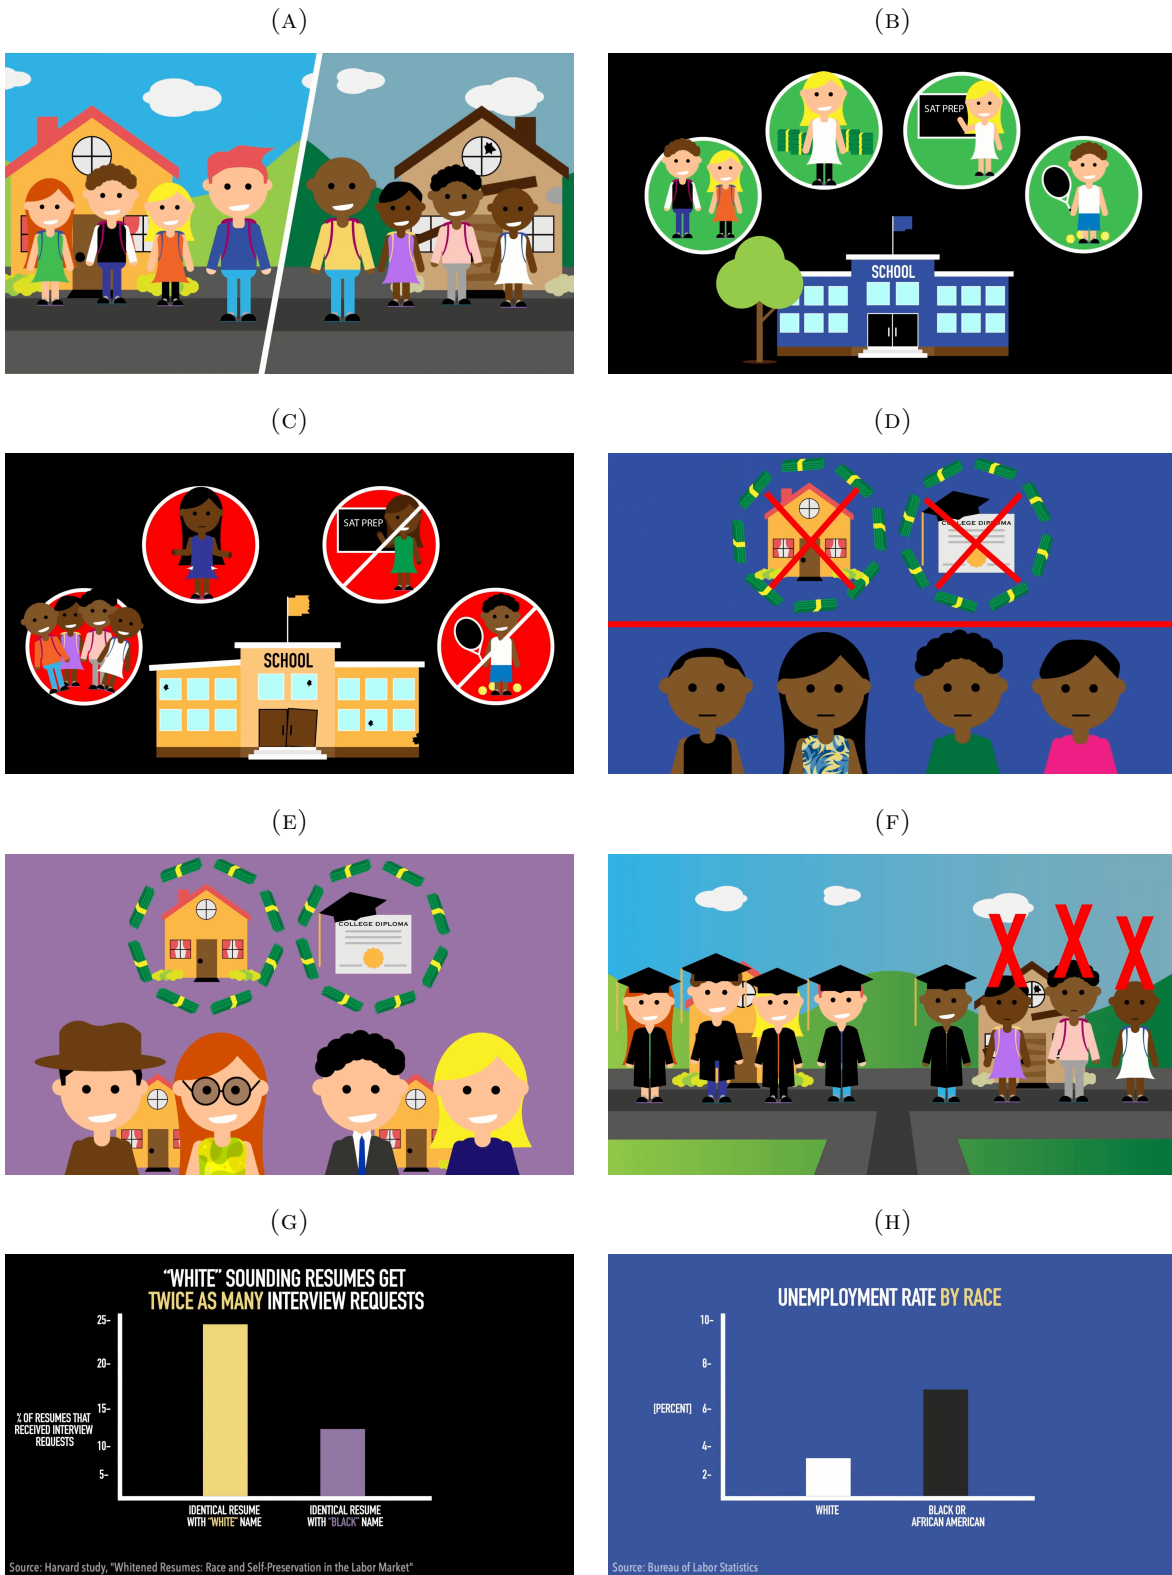 (A)
(B)
SAT PREP
SCHOOL
(C)
(D)
SAT PREP
SCHOOL
COLLEGE DIPLOMA
(E)
(F)
COLLEGE DIPLOMA
(G)
(H)
"WHITE" SOUNDING RESUMES GET
TWICE AS MANY INTERVIEW REQUESTS
25-
20-
15-
10-
5-
% OF RESUMES THAT
RECEIVED INTERVIEW
REQUESTS
IDENTICAL RESUME
WITH "WHITE" NAME
IDENTICAL RESUME
WITH "BLACK" NAME
Source: Harvard study, "Whitened Resumes: Race and Self-Preservation in the Labor Market"
UNEMPLOYMENT RATE BY RACE
10-
8-
6-
4-
2-
[PERCENT]
WHITE
BLACK OR
AFRICAN AMERICAN
Source: Bureau of Labor Statistics